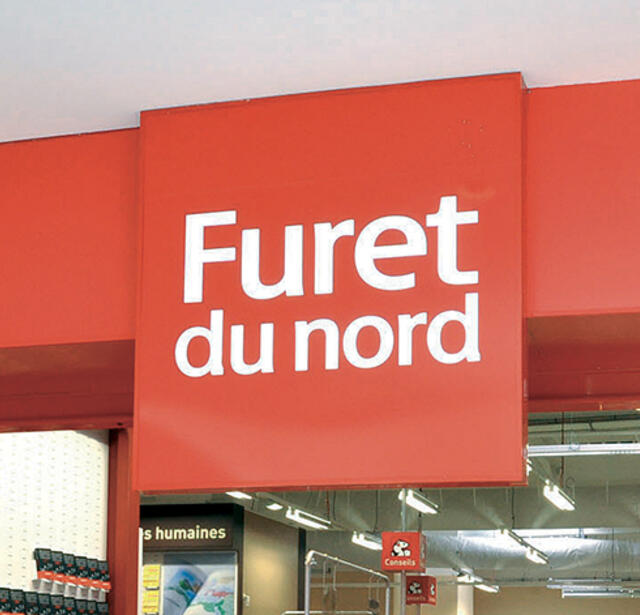 Furet
du nord
s humaines
Conseils